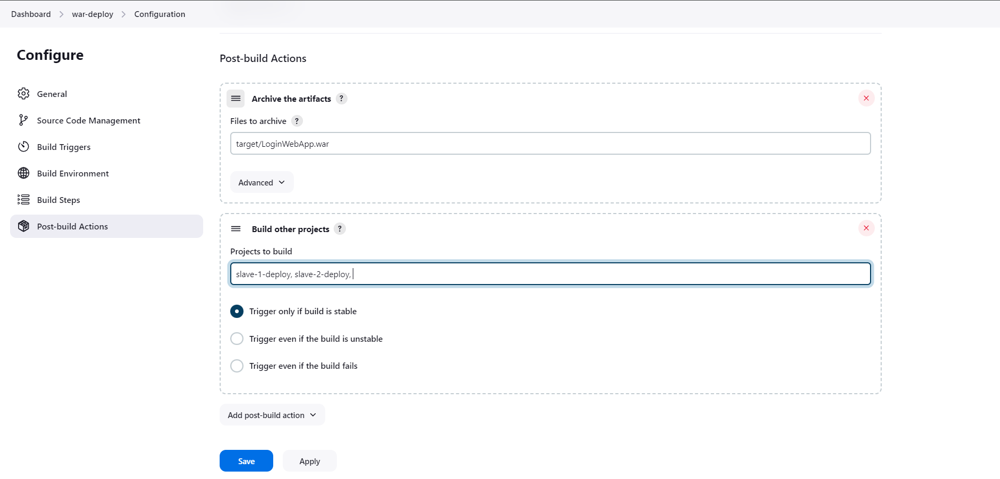 Dashboard > war-deploy > Configuration
Configure
General
Source Code Management
Build Triggers
Build Environment
Build Steps
Post-build Actions
Post-build Actions
Archive the artifacts ?
Files to archive ?
target/LoginWebApp.war
Advanced
Build other projects ?
Projects to build
slave-1-deploy, slave-2-deploy,
Trigger only if build is stable
Trigger even if the build is unstable
Trigger even if the build fails
Add post-build action
Save Apply